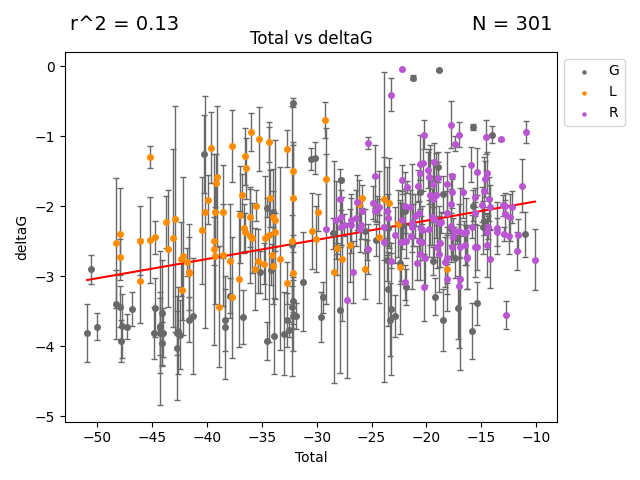 r^2 = 0.13
N = 301
Total vs deltaG
G
L
R
0
−1
−2
−3
−4
−5
deltaG
−50 −45 −40 −35 −30 −25 −20 −15 −10
Total